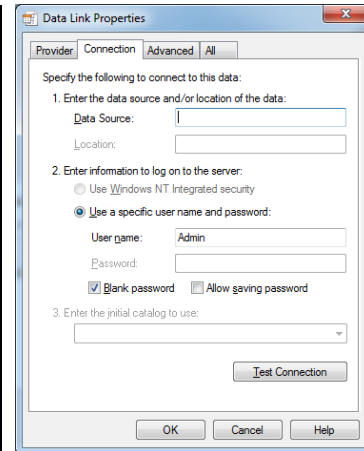 Data Link Properties
Provider Connection Advanced All
Specify the following to connect to this data:
1. Enter the data source and/or location of the data:
Data Source:
Location:
2. Enter information to log on to the server:
Use Windows NT Integrated security
Use a specific user name and password:
User name: Admin
Password:
Blank password Allow saving password
3. Enter the initial catalog to use:
Test Connection
OK Cancel Help